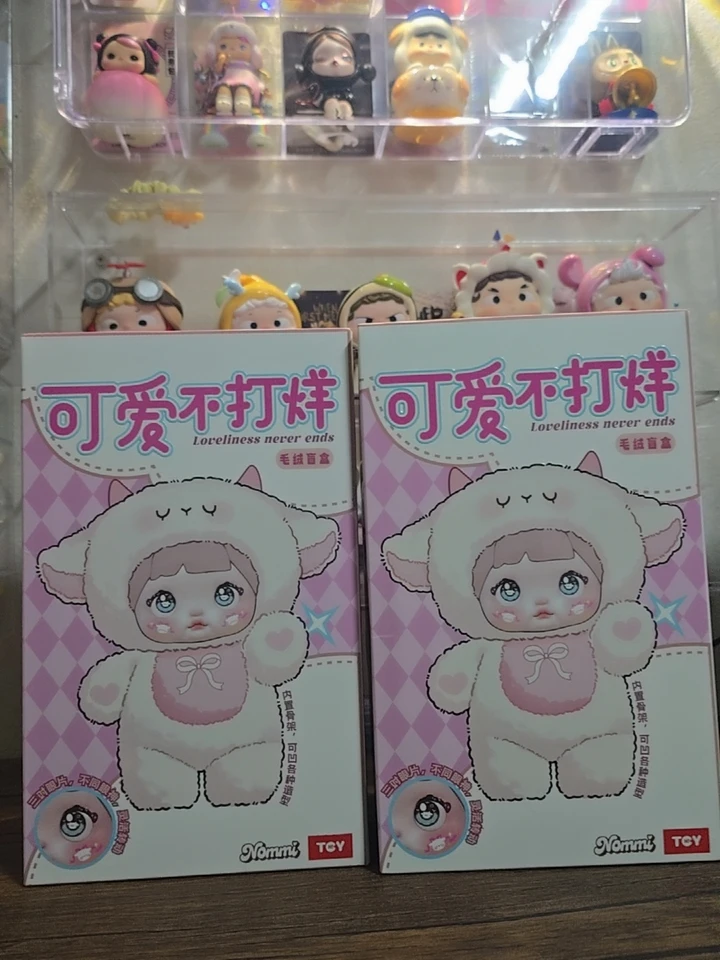 可爱不打烊
Loveliness never ends
毛绒盲盒
内置骨架，可凹各种造型
Nommi
TCY
可爱不打烊
Loveliness never ends
毛绒盲盒
内置骨架，可凹各种造型
Nommi
TCY